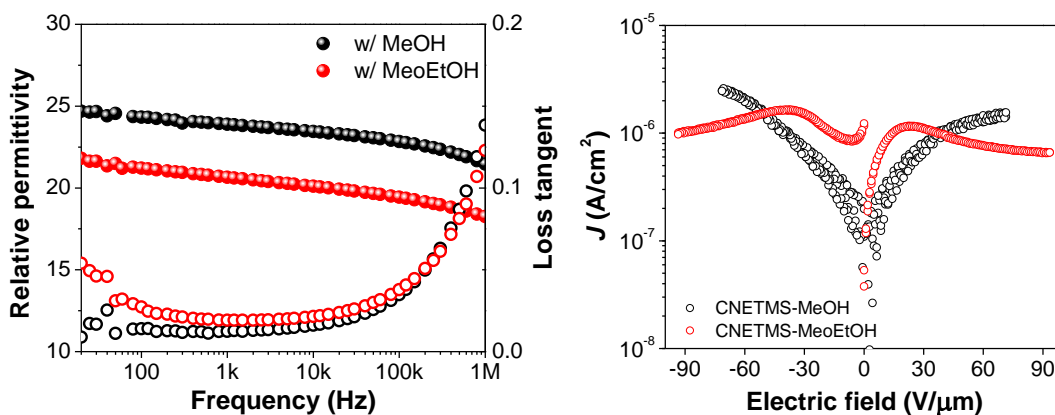 30
25
20
15
10
Relative permittivity
w/ MeOH
w/ MeoEtOH
0.2
0.1
0.0
Loss tangent
100 1k 10k 100k 1M
Frequency (Hz)
10⁻⁵
10⁻⁶
10⁻⁷
10⁻⁸
J (A/cm²)
CNETMS-MeOH
CNETMS-MeoEtOH
-90 -60 -30 0 30 60 90
Electric field (V/μm)